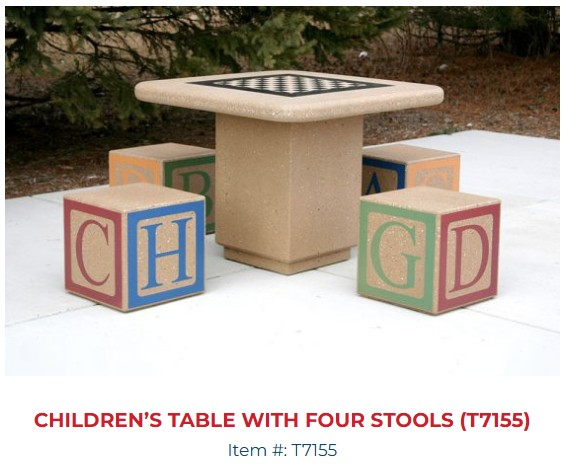 B
A
C H
G D
CHILDREN'S TABLE WITH FOUR STOOLS (T7155)
Item #: T7155